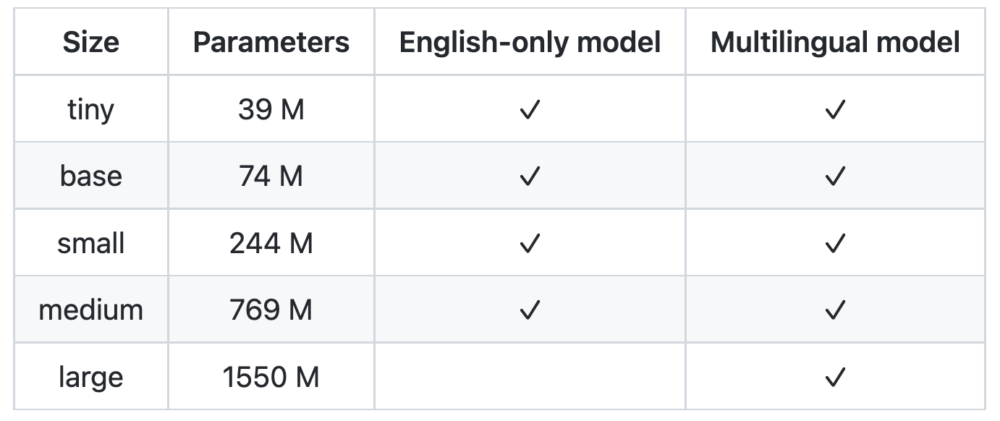 Size Parameters English-only model Multilingual model
tiny 39 M ✓ ✓
base 74 M ✓ ✓
small 244 M ✓ ✓
medium 769 M ✓ ✓
large 1550 M ✓